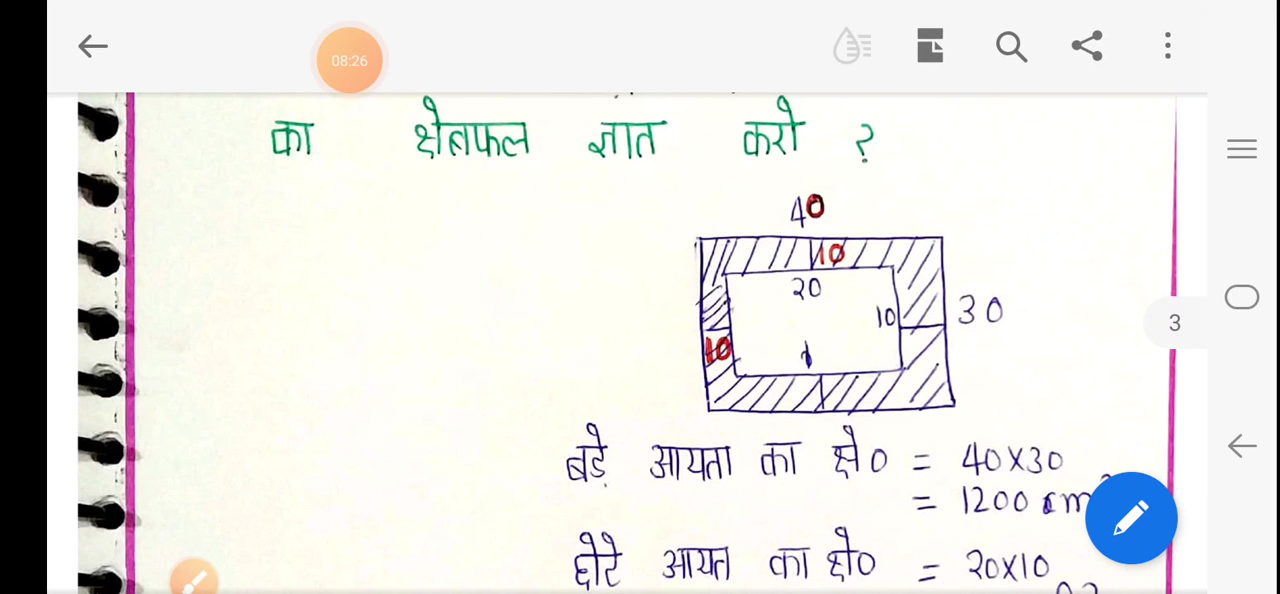 08:26
का क्षेत्रफल ज्ञात करो ?
40
10
20
10
30
10
3
बडे़ आयता का क्षे० = 40×30
= 1200 cm
छोटे आयत का क्षे० = 20×10